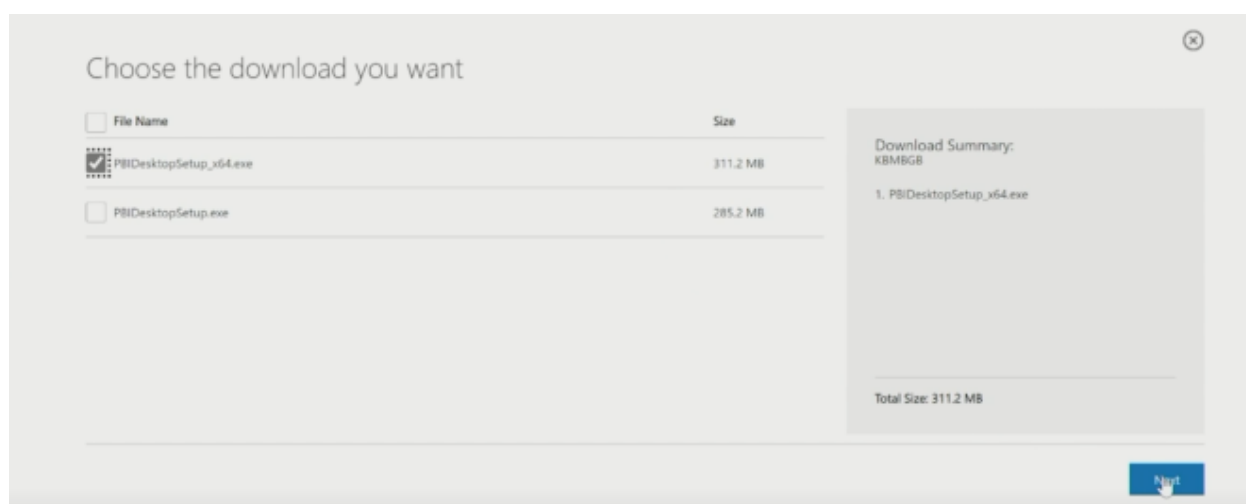 Choose the download you want
File Name Size
PBIDesktopSetup_x64.exe 311.2 MB
PBIDesktopSetup.exe 285.2 MB
Download Summary:
KBMBGB
1. PBIDesktopSetup_x64.exe
Total Size: 311.2 MB
Next